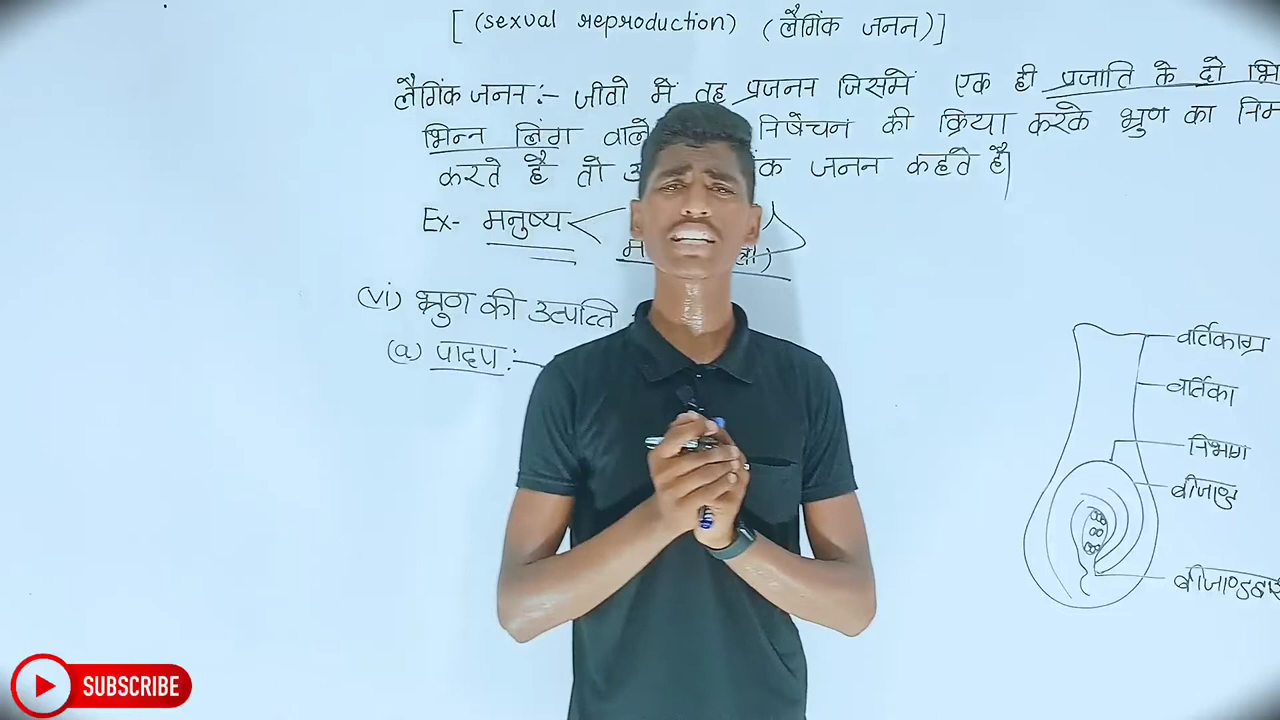 [ (sexual reproduction) (लैगिंक जनन)]
लैगिंक जनन:- जीवो में वह प्रजनन जिसमे एक ही प्रजाति के दो भि
भिन्न लिंग वाले निषेचन की क्रिया करके भ्रुण का निम
करते है तो जनन कहते है|
Ex- मनुष्य
(vi) भ्रुण की उत्पत्ति
(a) पादप:-
वर्तिकाग्र
वर्तिका
निभाग
बीजाण्ड
SUBSCRIBE